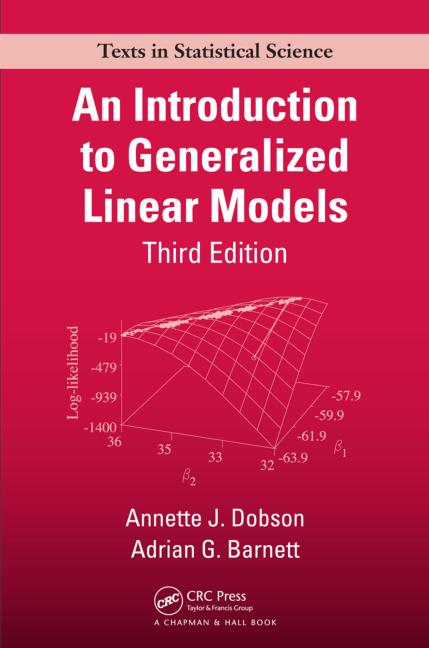 Texts in Statistical Science
An Introduction
to Generalized
Linear Models
Third Edition
Log-likelihood
-19
-479
-939
-1400
36
35
33
32
β2
-63.9
-61.9
-59.9
-57.9
β1
Annette J. Dobson
Adrian G. Barnett
CRC
CRC Press
Taylor & Francis Group
A CHAPMAN & HALL BOOK